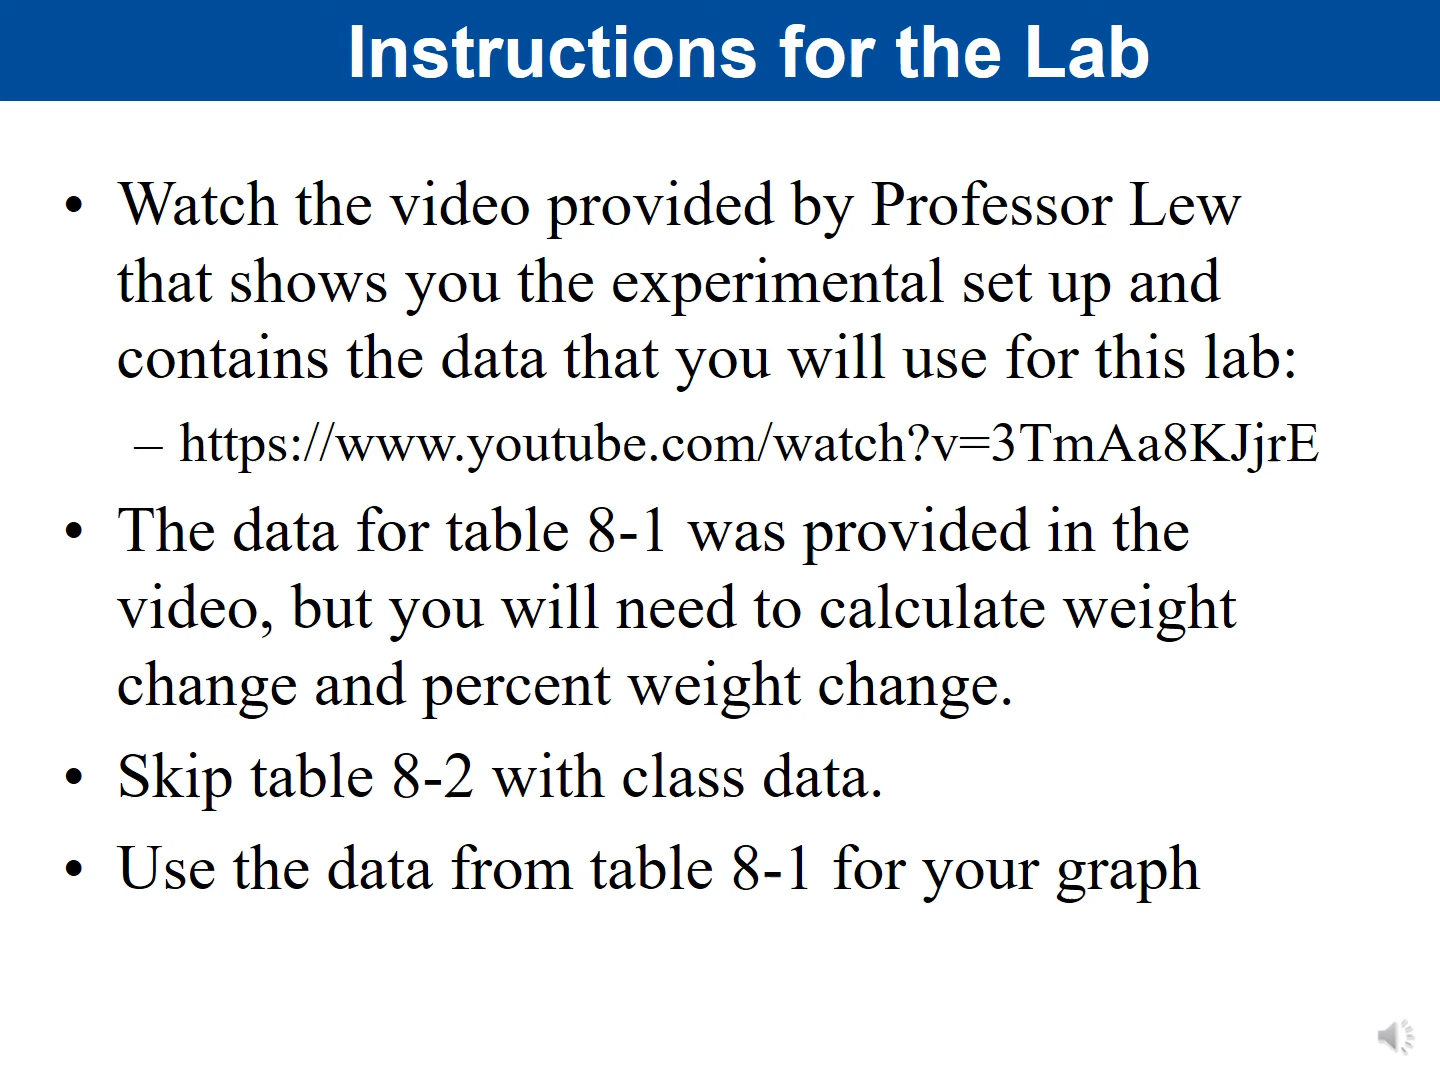 Instructions for the Lab
• Watch the video provided by Professor Lew
that shows you the experimental set up and
contains the data that you will use for this lab:
– https://www.youtube.com/watch?v=3TmAa8KJjrE
• The data for table 8-1 was provided in the
video, but you will need to calculate weight
change and percent weight change.
• Skip table 8-2 with class data.
• Use the data from table 8-1 for your graph